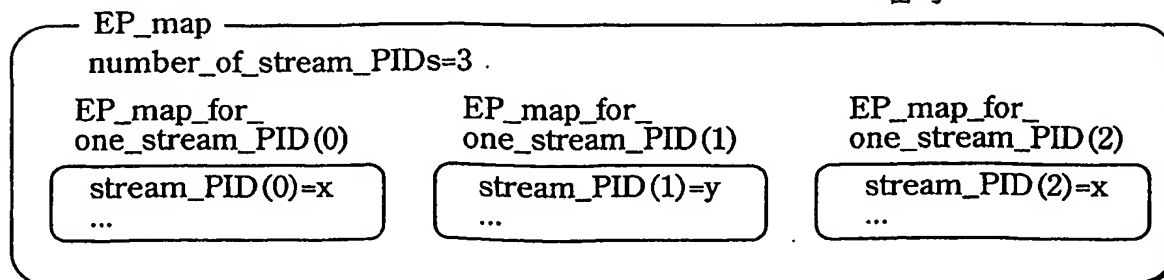 EP_map
number_of_stream_PIDs=3
EP_map_for_
one_stream_PID(0)
stream_PID(0)=x
...
EP_map_for_
one_stream_PID(1)
stream_PID(1)=y
...
EP_map_for_
one_stream_PID(2)
stream_PID(2)=x
...